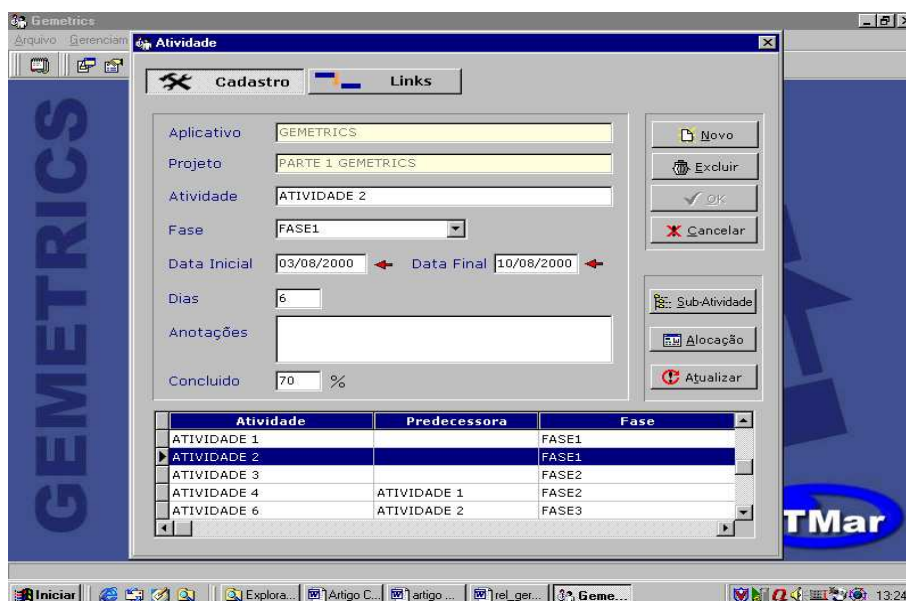 Gemetrics
Arquivo Gerenciam
Atividade
Cadastro Links
Aplicativo GEMETRICS
Projeto PARTE 1 GEMETRICS
Atividade ATIVIDADE 2
Fase FASE1
Data Inicial 03/08/2000 Data Final 10/08/2000
Dias 6
Anotações
Concluido 70 %
Novo
Excluir
OK
Cancelar
Sub-Atividade
Alocação
Atualizar
Atividade Predecessora Fase
ATIVIDADE 1 FASE1
ATIVIDADE 2 FASE1
ATIVIDADE 3 FASE2
ATIVIDADE 4 ATIVIDADE 1 FASE2
ATIVIDADE 6 ATIVIDADE 2 FASE3
GEMETRICS
TMar
Iniciar Explora... Artigo C... artigo ... rel_ger... Geme... 13:24